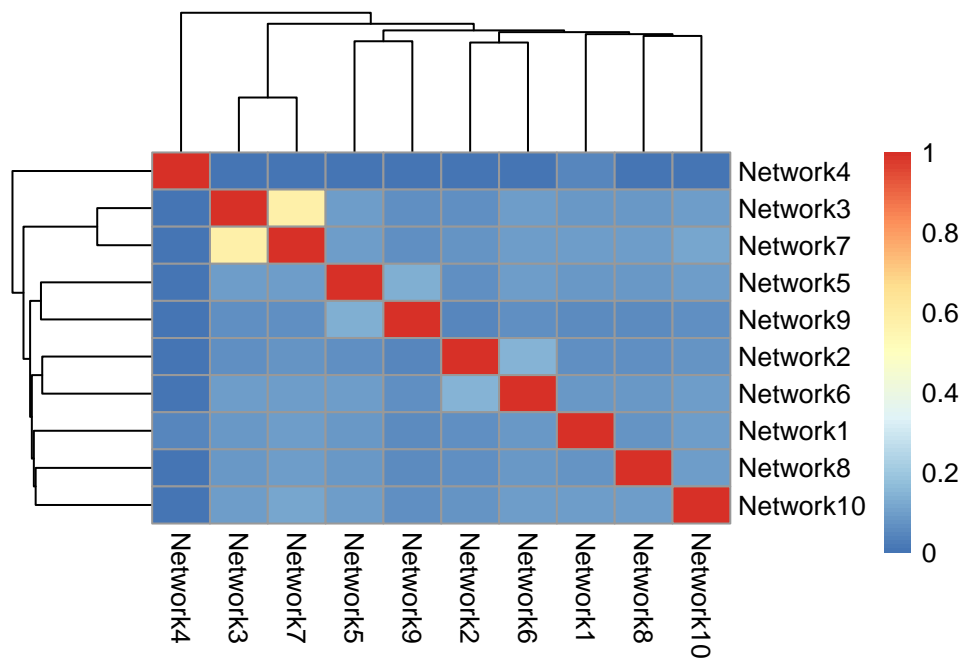 Network4
Network3
Network7
Network5
Network9
Network2
Network6
Network1
Network8
Network10
1
0.8
0.6
0.4
0.2
0
Network4
Network3
Network7
Network5
Network9
Network2
Network6
Network1
Network8
Network10